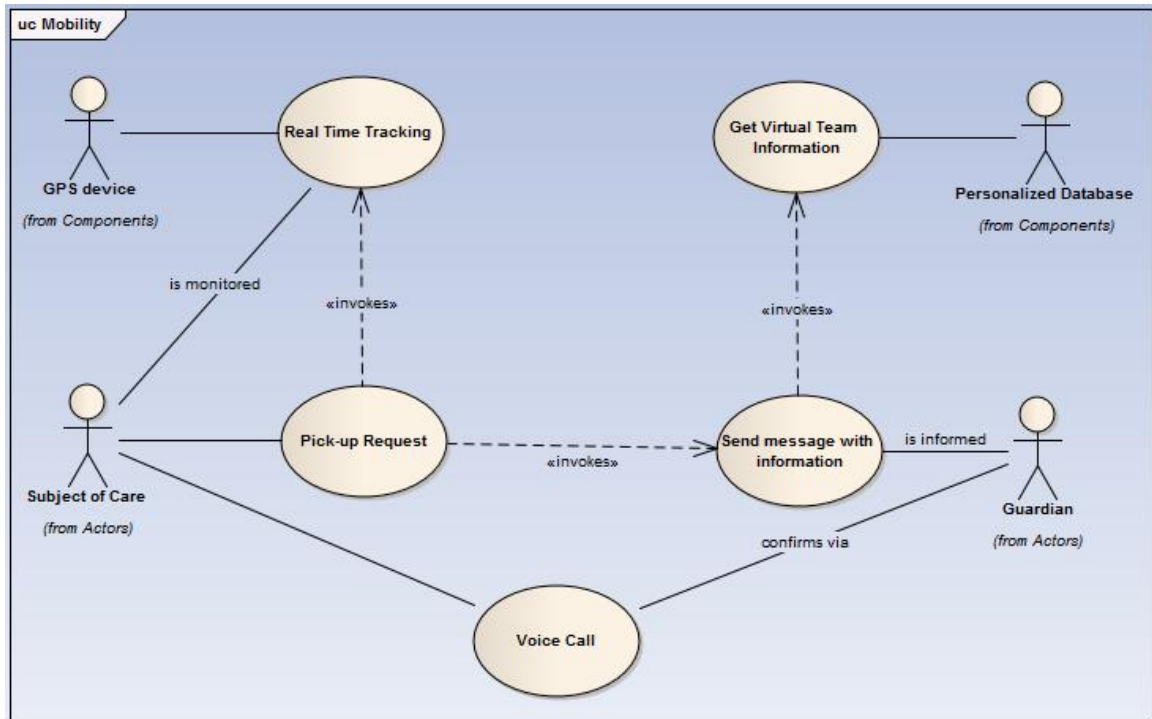 uc Mobility
Real Time Tracking
Get Virtual Team
Information
GPS device
(from Components)
Personalized Database
(from Components)
is monitored
«invokes»
«invokes»
Pick-up Request
«invokes»
Send message with
information
is informed
Subject of Care
(from Actors)
Guardian
(from Actors)
confirms via
Voice Call